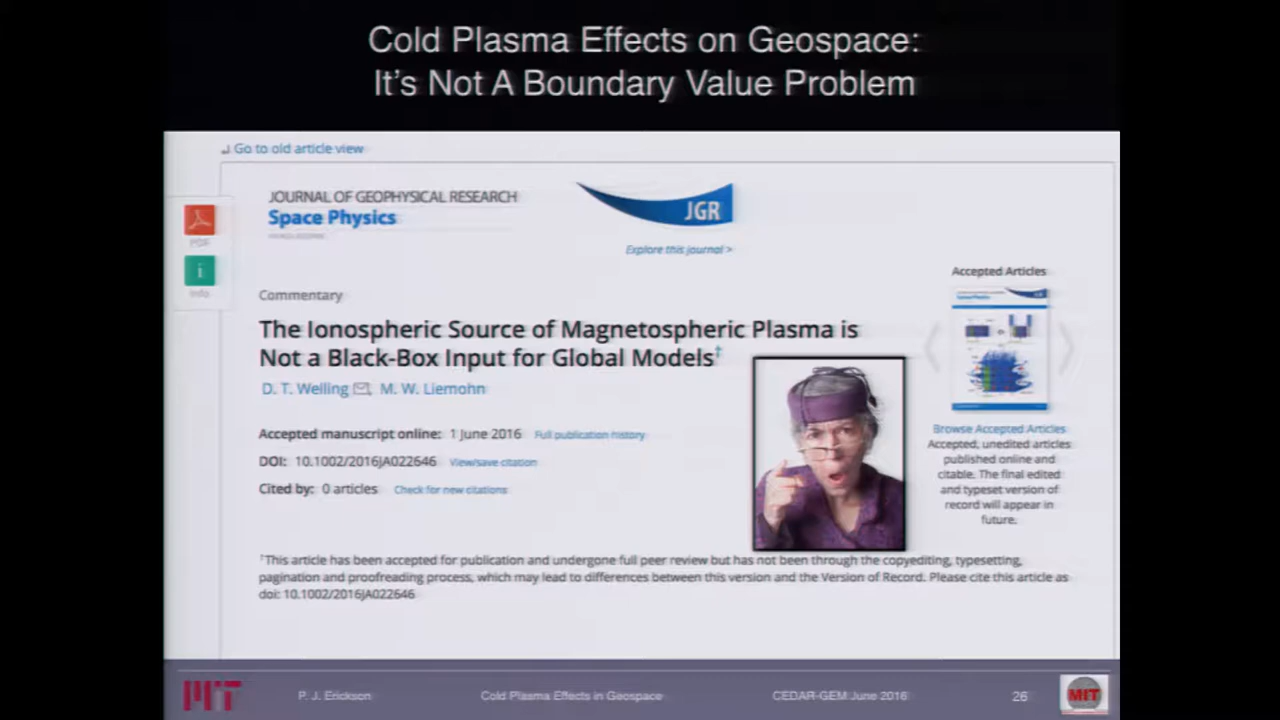 Cold Plasma Effects on Geospace:
It's Not A Boundary Value Problem
Go to old article view
JOURNAL OF GEOPHYSICAL RESEARCH
Space Physics
JGR
Explore this journal >
PDF
i
Info
Accepted Articles
Space Physics
JGR
Commentary
The Ionospheric Source of Magnetospheric Plasma is
Not a Black-Box Input for Global Models†
D. T. Welling M. W. Liemohn
Accepted manuscript online: 1 June 2016 Full publication history
DOI: 10.1002/2016JA022646 View/save citation
Cited by: 0 articles Check for new citations
Browse Accepted Articles
Accepted, unedited articles
published online and
citable. The final edited
and typeset version of
record will appear in
future.
†This article has been accepted for publication and undergone full peer review but has not been through the copyediting, typesetting,
pagination and proofreading process, which may lead to differences between this version and the Version of Record. Please cite this article as
doi: 10.1002/2016JA022646
MIT P. J. Erickson Cold Plasma Effects in Geospace CEDAR-GEM June 2016 26 MIT